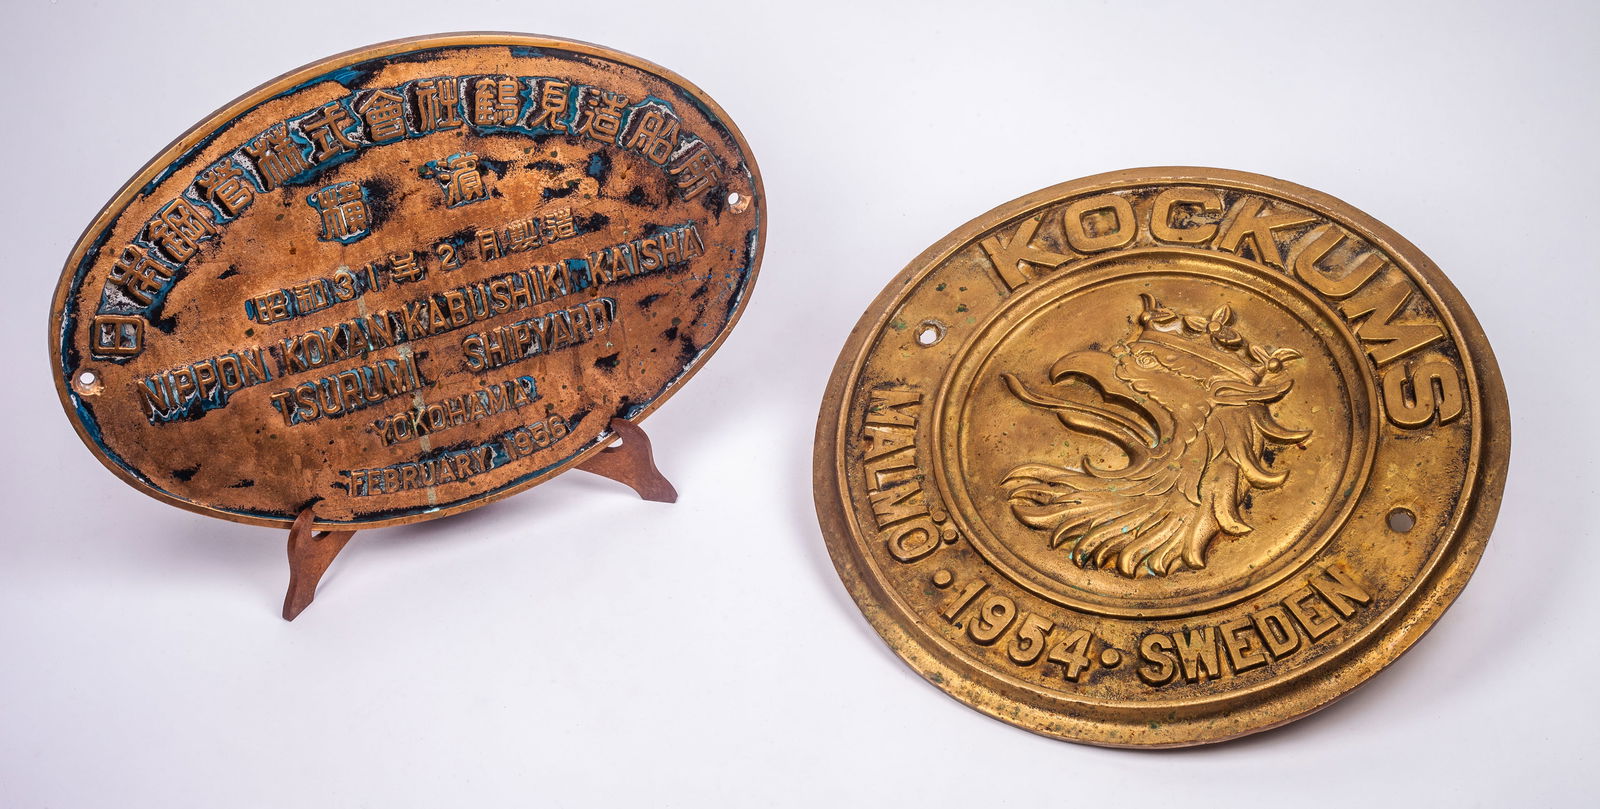 日本鋼管株式會社鶴見造船所
橫濱
昭和31年2月製造
NIPPON KOKAN KABUSHIKI KAISHA
TSURUMI SHIPYARD
YOKOHAMA
FEBRUARY 1956
KOCKUMS
MALMÖ · 1954 · SWEDEN